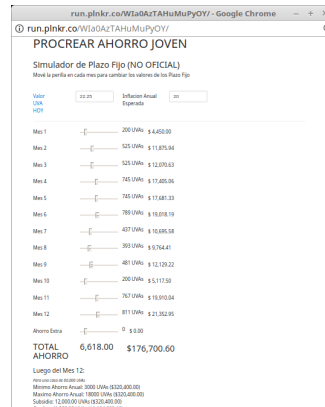 run.plnkr.co/WIa0AzTAHuMuPyOY/ - Google Chrome
run.plnkr.co/WIa0AzTAHuMuPyOY/
PROCREAR AHORRO JOVEN
Simulador de Plazo Fijo (NO OFICIAL)
Mové la perilla en cada mes para cambiar los valores de los Plazo Fijo
Valor UVA HOY 22.25 Inflacion Anual Esperada 20
Mes 1 200 UVAs $ 4,450.00
Mes 2 525 UVAs $ 11,875.94
Mes 3 525 UVAs $ 12,070.63
Mes 4 745 UVAs $ 17,405.06
Mes 5 745 UVAs $ 17,681.33
Mes 6 789 UVAs $ 19,018.19
Mes 7 437 UVAs $ 10,695.58
Mes 8 393 UVAs $ 9,764.41
Mes 9 481 UVAs $ 12,129.22
Mes 10 200 UVAs $ 5,117.50
Mes 11 767 UVAs $ 19,910.04
Mes 12 811 UVAs $ 21,352.95
Ahorro Extra 0 $ 0.00
TOTAL AHORRO 6,618.00 $176,700.60
Luego del Mes 12:
Para una casa de
Minimo Ahorro Anual: 3000 UVAs ($320,400.00)
Maximo Ahorro Anual: 18000 UVAs ($320,400.00)
Subsidio: 12,000.00 UVAs ($320,400.00)